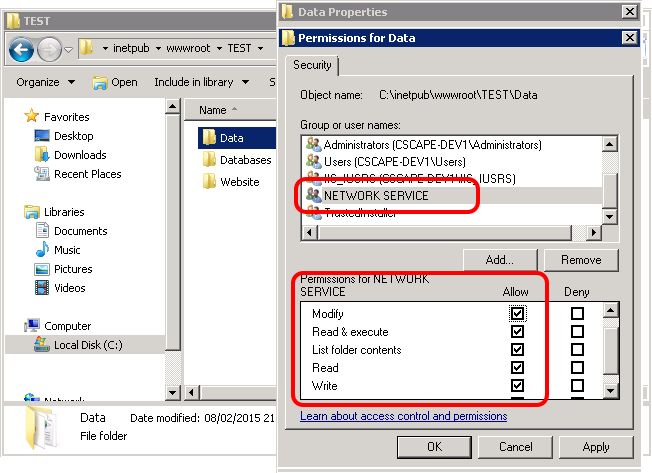 TEST
inetpub
wwwroot
TEST
Organize
Open
Include in library
S
Favorites
Desktop
Downloads
Recent Places
Libraries
Documents
Music
Pictures
Videos
Computer
Local Disk (C:)
Network
Name
Data
Databases
Website
Data
Date modified: 08/02/2015 21
File folder
Data Properties
Permissions for Data
Security
Object name: C:\inetpub\wwwroot\TEST\Data
Group or user names:
Administrators (CSCAPE-DEV1\Administrators)
Users (CSCAPE-DEV1\Users)
IIS_IUSRS (CSCAPE-DEV1\IIS_IUSRS)
NETWORK SERVICE
TrustedInstaller
Add...
Remove
Permissions for NETWORK
SERVICE
Allow
Deny
Modify
Read & execute
List folder contents
Read
Write
Learn about access control and permissions
OK
Cancel
Apply